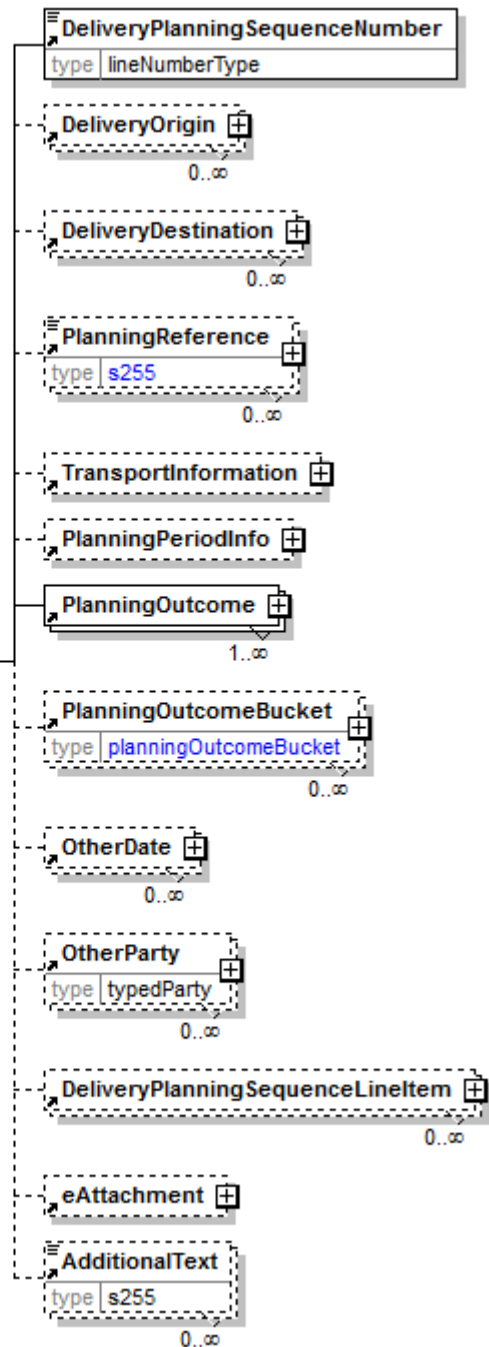 DeliveryPlanningSequenceNumber
type lineNumberType
DeliveryOrigin
0..∞
DeliveryDestination
0..∞
PlanningReference
type s255
0..∞
TransportInformation
PlanningPeriodInfo
PlanningOutcome
1..∞
PlanningOutcomeBucket
type planningOutcomeBucket
0..∞
OtherDate
0..∞
OtherParty
type typedParty
0..∞
DeliveryPlanningSequenceLineItem
0..∞
eAttachment
AdditionalText
type s255
0..∞